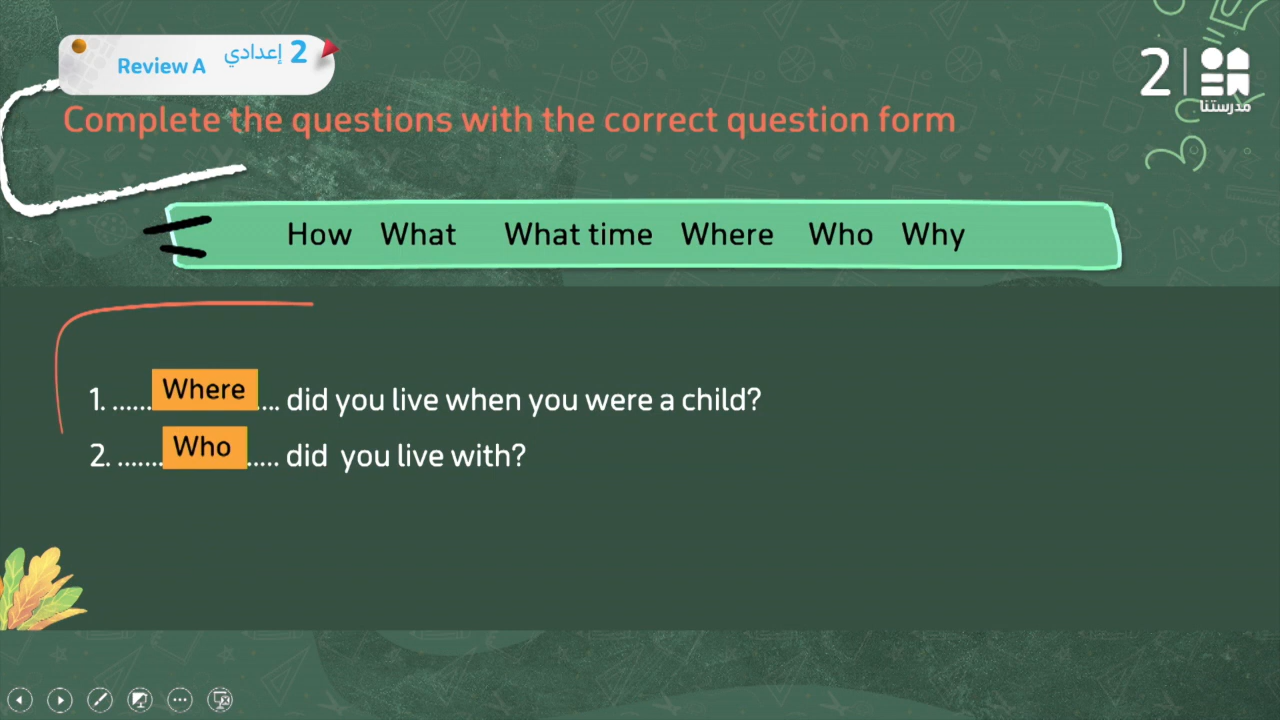 2 إعدادي
Review A
2
مدرستنا
Complete the questions with the correct question form
How What What time Where Who Why
1. ......Where.... did you live when you were a child?
2. .......Who..... did you live with?